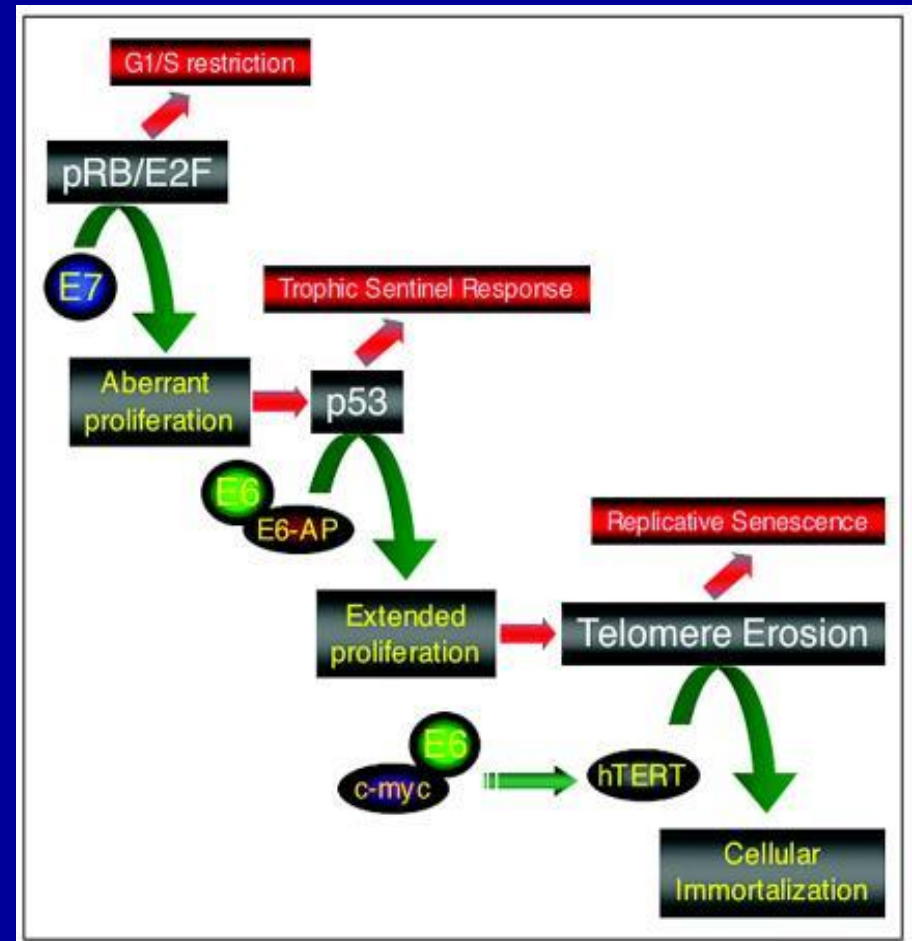 G1/S restriction
pRB/E2F
E7
Trophic Sentinel Response
Aberrant
proliferation
p53
E6
E6-AP
Replicative Senescence
Extended
proliferation
Telomere Erosion
E6
c-myc
hTERT
Cellular
Immortalization